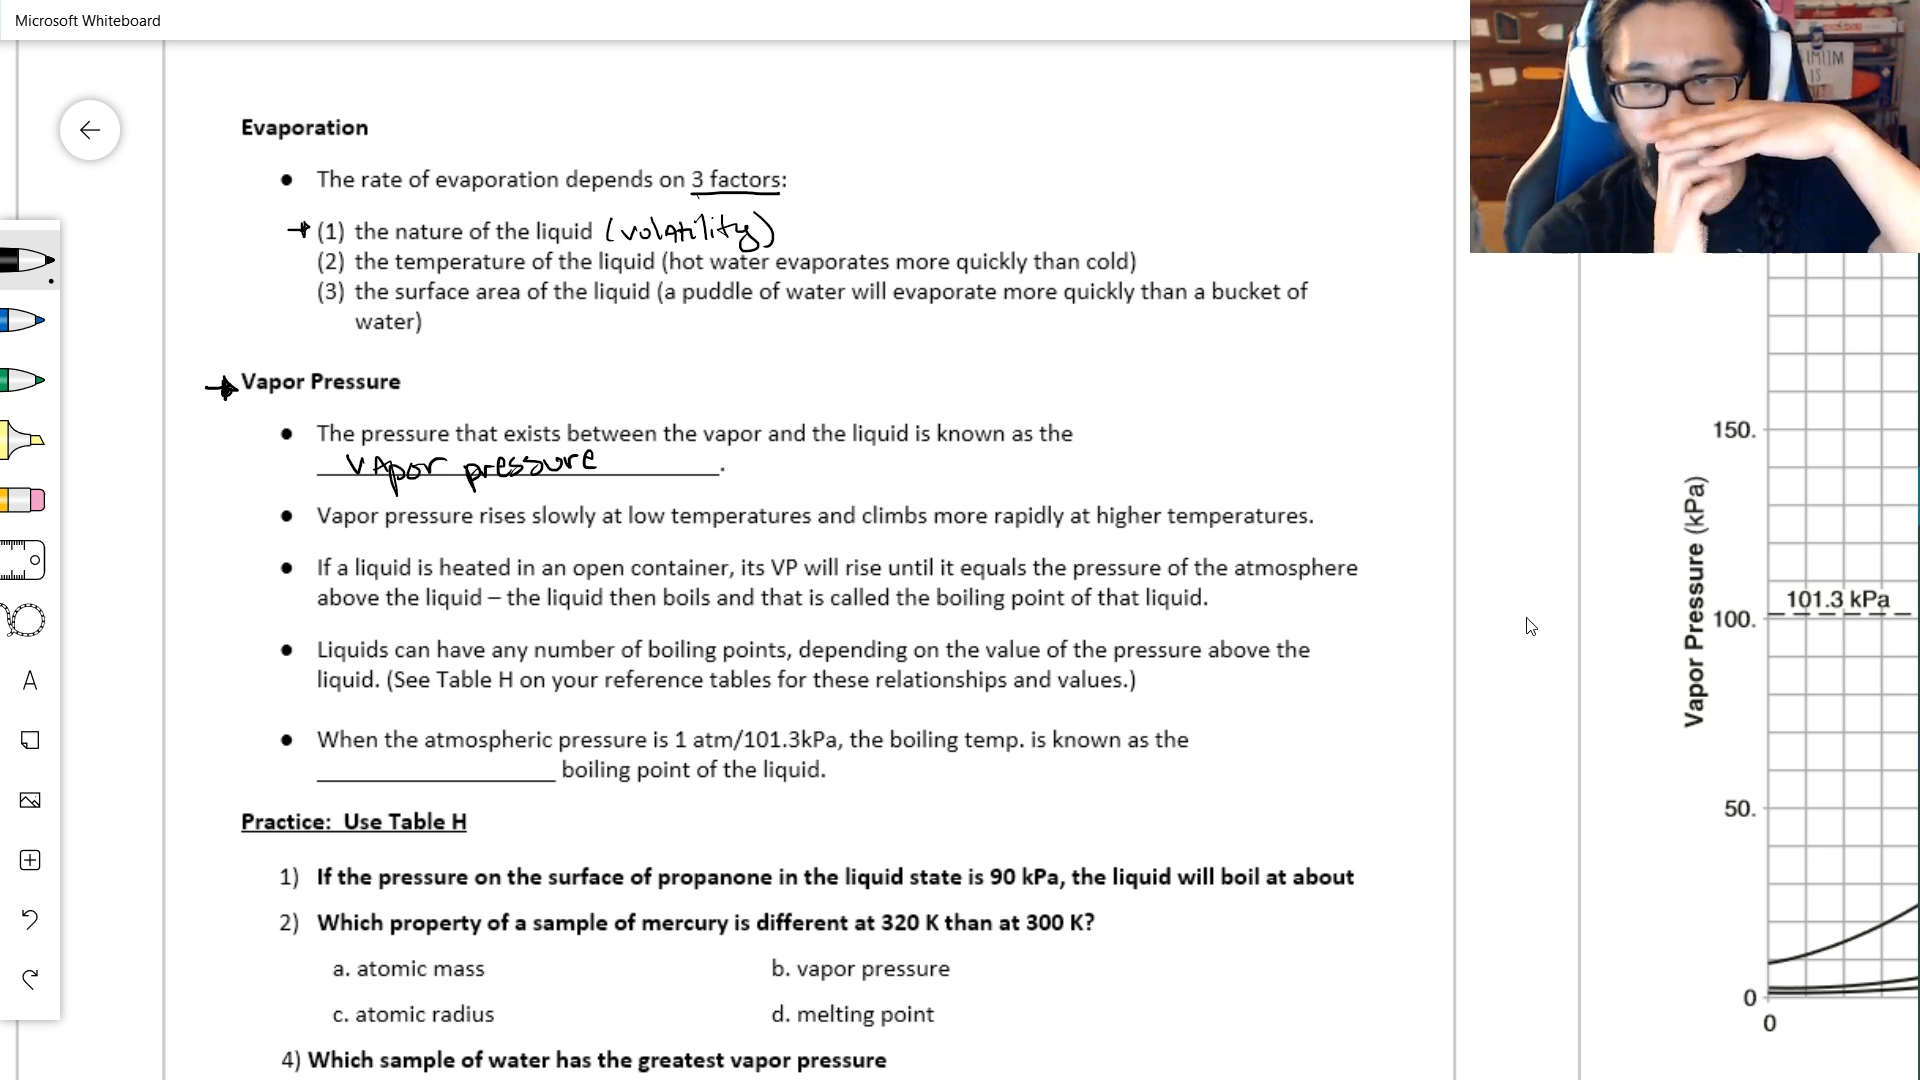 Microsoft Whiteboard
Evaporation
● The rate of evaporation depends on 3 factors:
(1) the nature of the liquid (volatility)
(2) the temperature of the liquid (hot water evaporates more quickly than cold)
(3) the surface area of the liquid (a puddle of water will evaporate more quickly than a bucket of
water)
Vapor Pressure
● The pressure that exists between the vapor and the liquid is known as the
vapor pressure.
● Vapor pressure rises slowly at low temperatures and climbs more rapidly at higher temperatures.
● If a liquid is heated in an open container, its VP will rise until it equals the pressure of the atmosphere
above the liquid – the liquid then boils and that is called the boiling point of that liquid.
● Liquids can have any number of boiling points, depending on the value of the pressure above the
liquid. (See Table H on your reference tables for these relationships and values.)
● When the atmospheric pressure is 1 atm/101.3kPa, the boiling temp. is known as the
____________________ boiling point of the liquid.
Practice: Use Table H
1) If the pressure on the surface of propanone in the liquid state is 90 kPa, the liquid will boil at about
2) Which property of a sample of mercury is different at 320 K than at 300 K?
a. atomic mass b. vapor pressure
c. atomic radius d. melting point
4) Which sample of water has the greatest vapor pressure
A
IS
Vapor Pressure (kPa)
150.
101.3 kPa
100.
50.
0
0